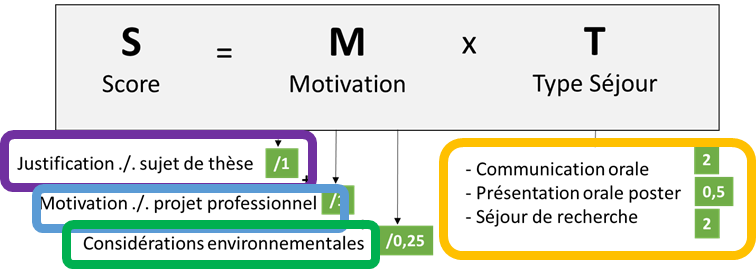 S = M x T
Score Motivation Type Séjour
Justification ./. sujet de thèse /1
+
Motivation ./. projet professionnel
Considérations environnementales /0,25
- Communication orale 2
- Présentation orale poster 0,5
- Séjour de recherche 2